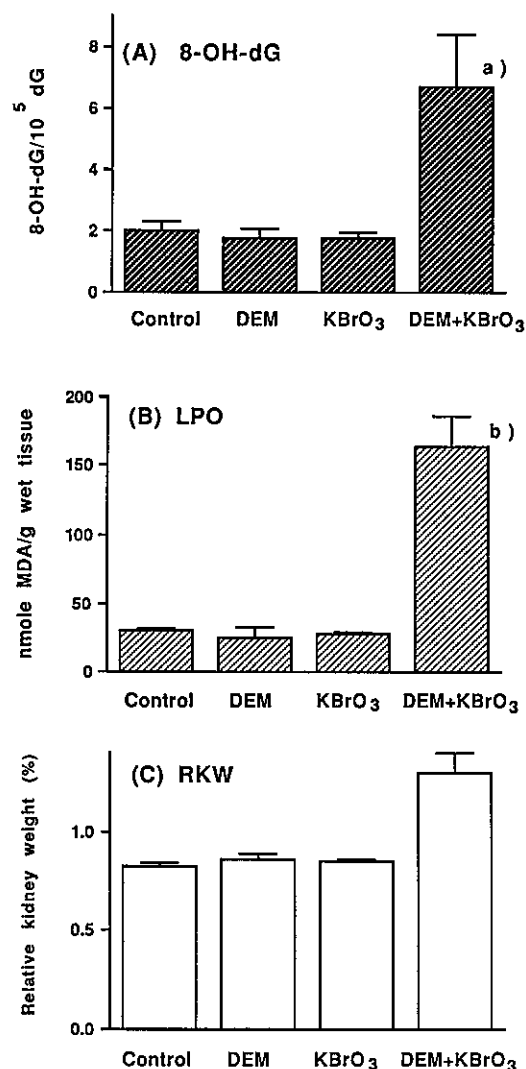 (A) 8-OH-dG
a )
8-OH-dG/10 5 dG
8
6
4
2
0
Control DEM KBrO3 DEM+KBrO3
(B) LPO
b )
nmole MDA/g wet tissue
200
150
100
50
0
Control DEM KBrO3 DEM+KBrO3
(C) RKW
Relative kidney weight (%)
1.0
0.5
0.0
Control DEM KBrO3 DEM+KBrO3